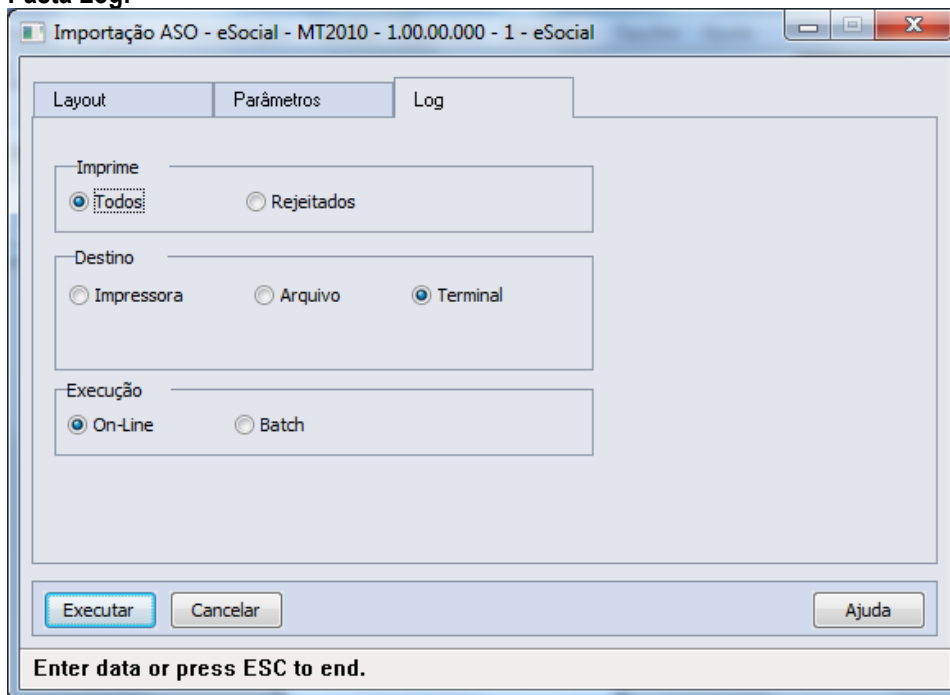 Pasta Log:
Importação ASO - eSocial - MT2010 - 1.00.00.000 - 1 - eSocial
Layout Parâmetros Log
Imprime
Todos Rejeitados
Destino
Impressora Arquivo Terminal
Execução
On-Line Batch
Executar Cancelar Ajuda
Enter data or press ESC to end.